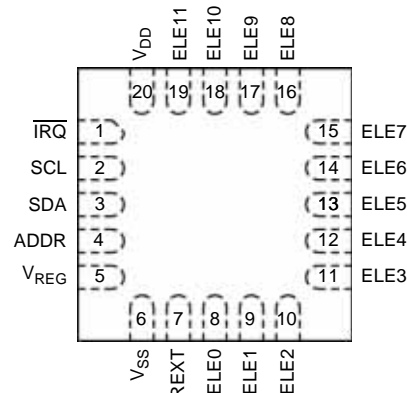 VDD ELE11 ELE10 ELE9 ELE8
20 19 18 17 16
IRQ 1 15 ELE7
SCL 2 14 ELE6
SDA 3 13 ELE5
ADDR 4 12 ELE4
VREG 5 11 ELE3
6 7 8 9 10
VSS REXT ELE0 ELE1 ELE2